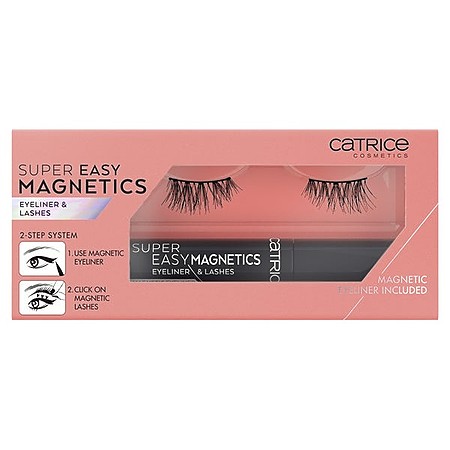 CATRICE
COSMETICS
SUPER EASY
MAGNETICS
EYELINER &
LASHES
2-STEP SYSTEM
1. USE MAGNETIC
EYELINER
2. CLICK ON
MAGNETIC
LASHES
SUPER
EASY MAGNETICS
EYELINER & LASHES
CATRICE
MAGNETIC
EYELINER INCLUDED